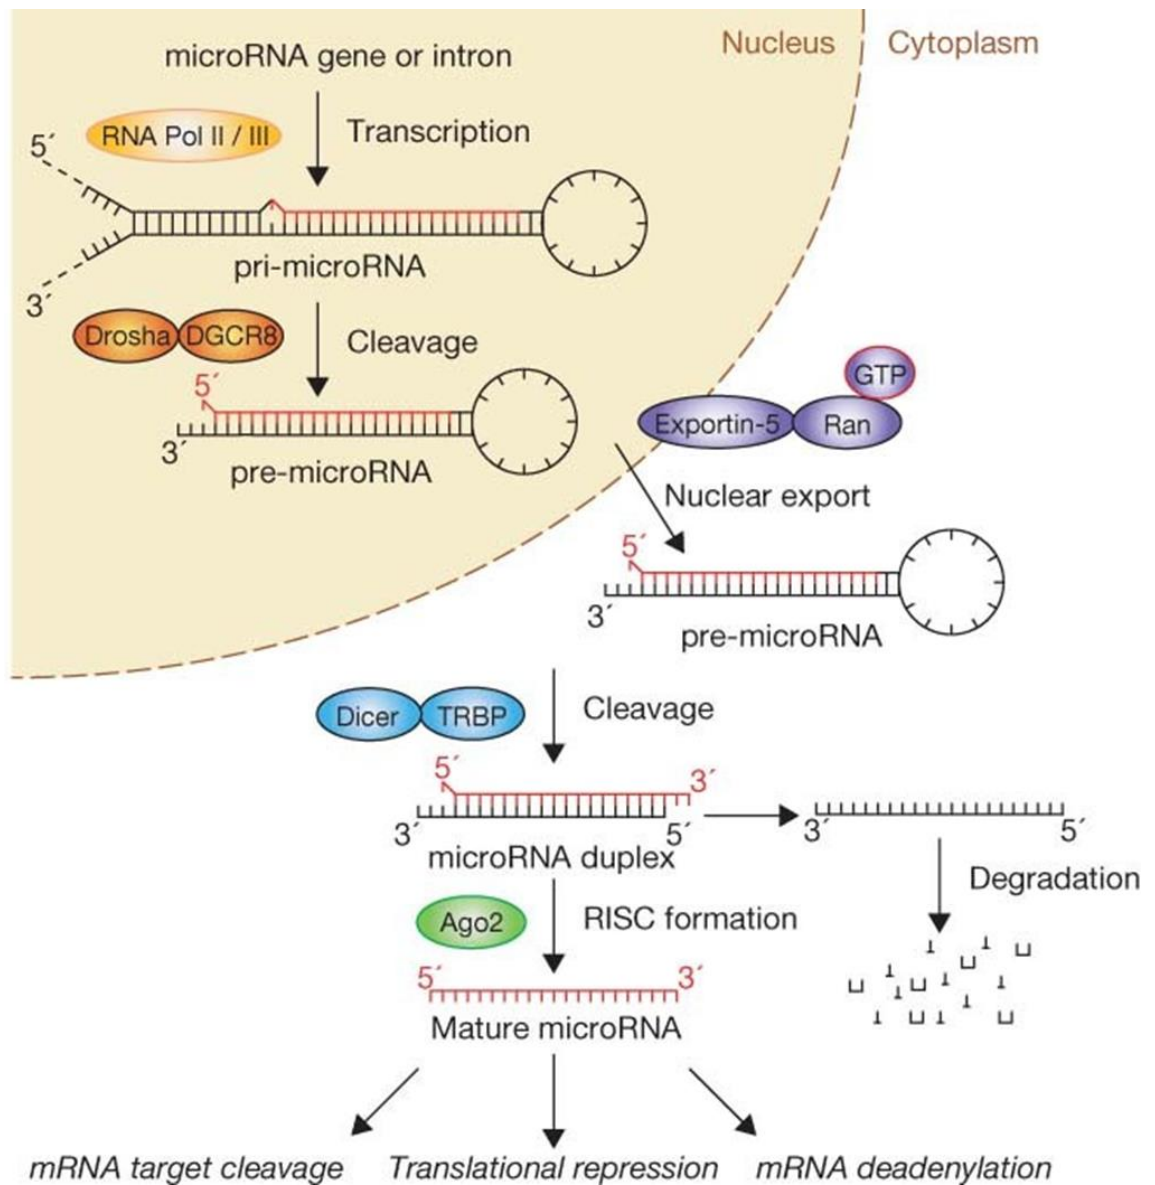 Nucleus
Cytoplasm
microRNA gene or intron
RNA Pol II / III
Transcription
5´
3´
pri-microRNA
Drosha
DGCR8
Cleavage
5´
3´
pre-microRNA
GTP
Exportin-5
Ran
Nuclear export
5´
3´
pre-microRNA
Dicer
TRBP
Cleavage
5´
3´
3´
5´
microRNA duplex
3´
5´
Degradation
Ago2
RISC formation
5´
3´
Mature microRNA
mRNA target cleavage
Translational repression
mRNA deadenylation